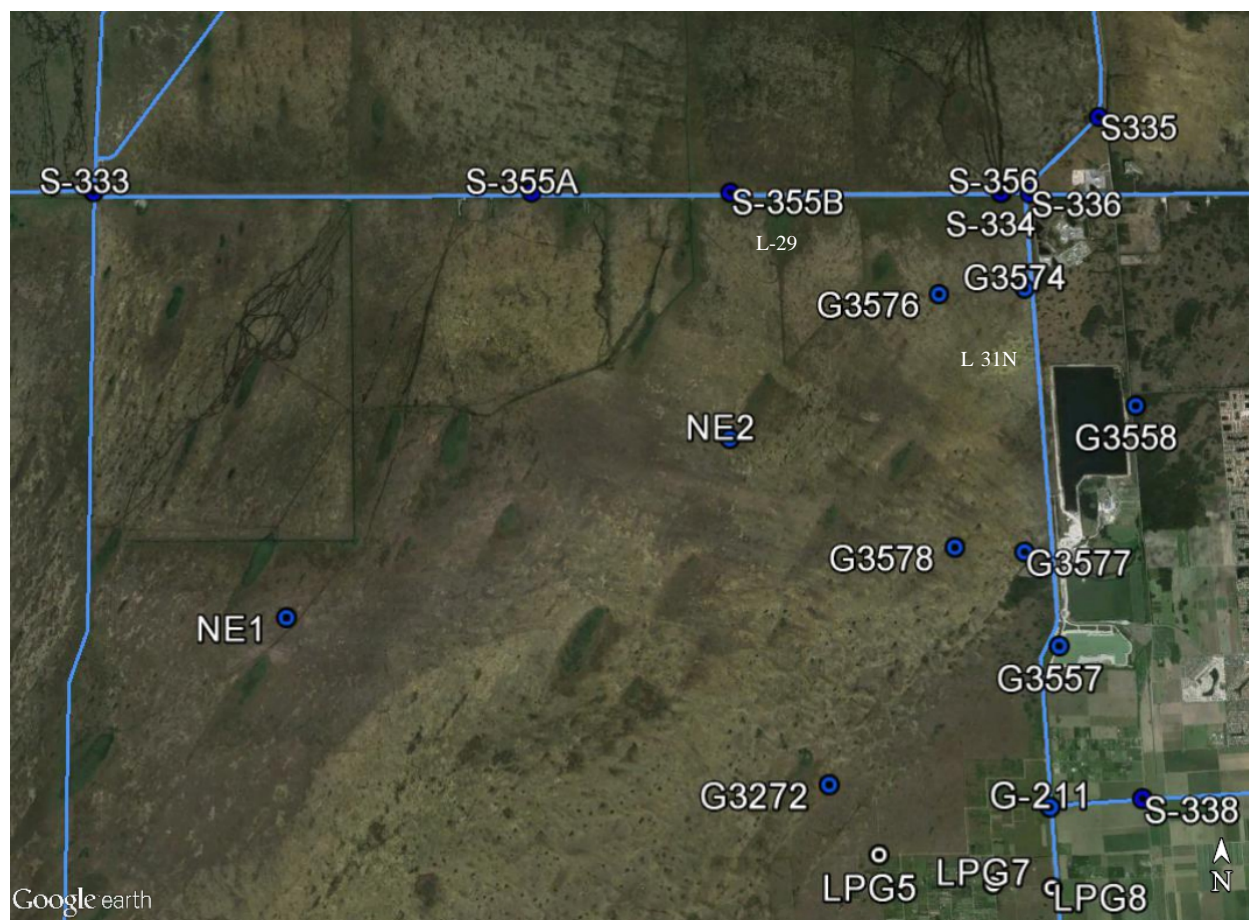 S335
S-333
S-355A
S-356
S-355B
S-336
S-334
L-29
G3574
G3576
L 31N
NE2
G3558
G3578
G3577
NE1
G3557
G3272
G-211
S-338
LPG5
LPG7
LPG8
N
Google earth